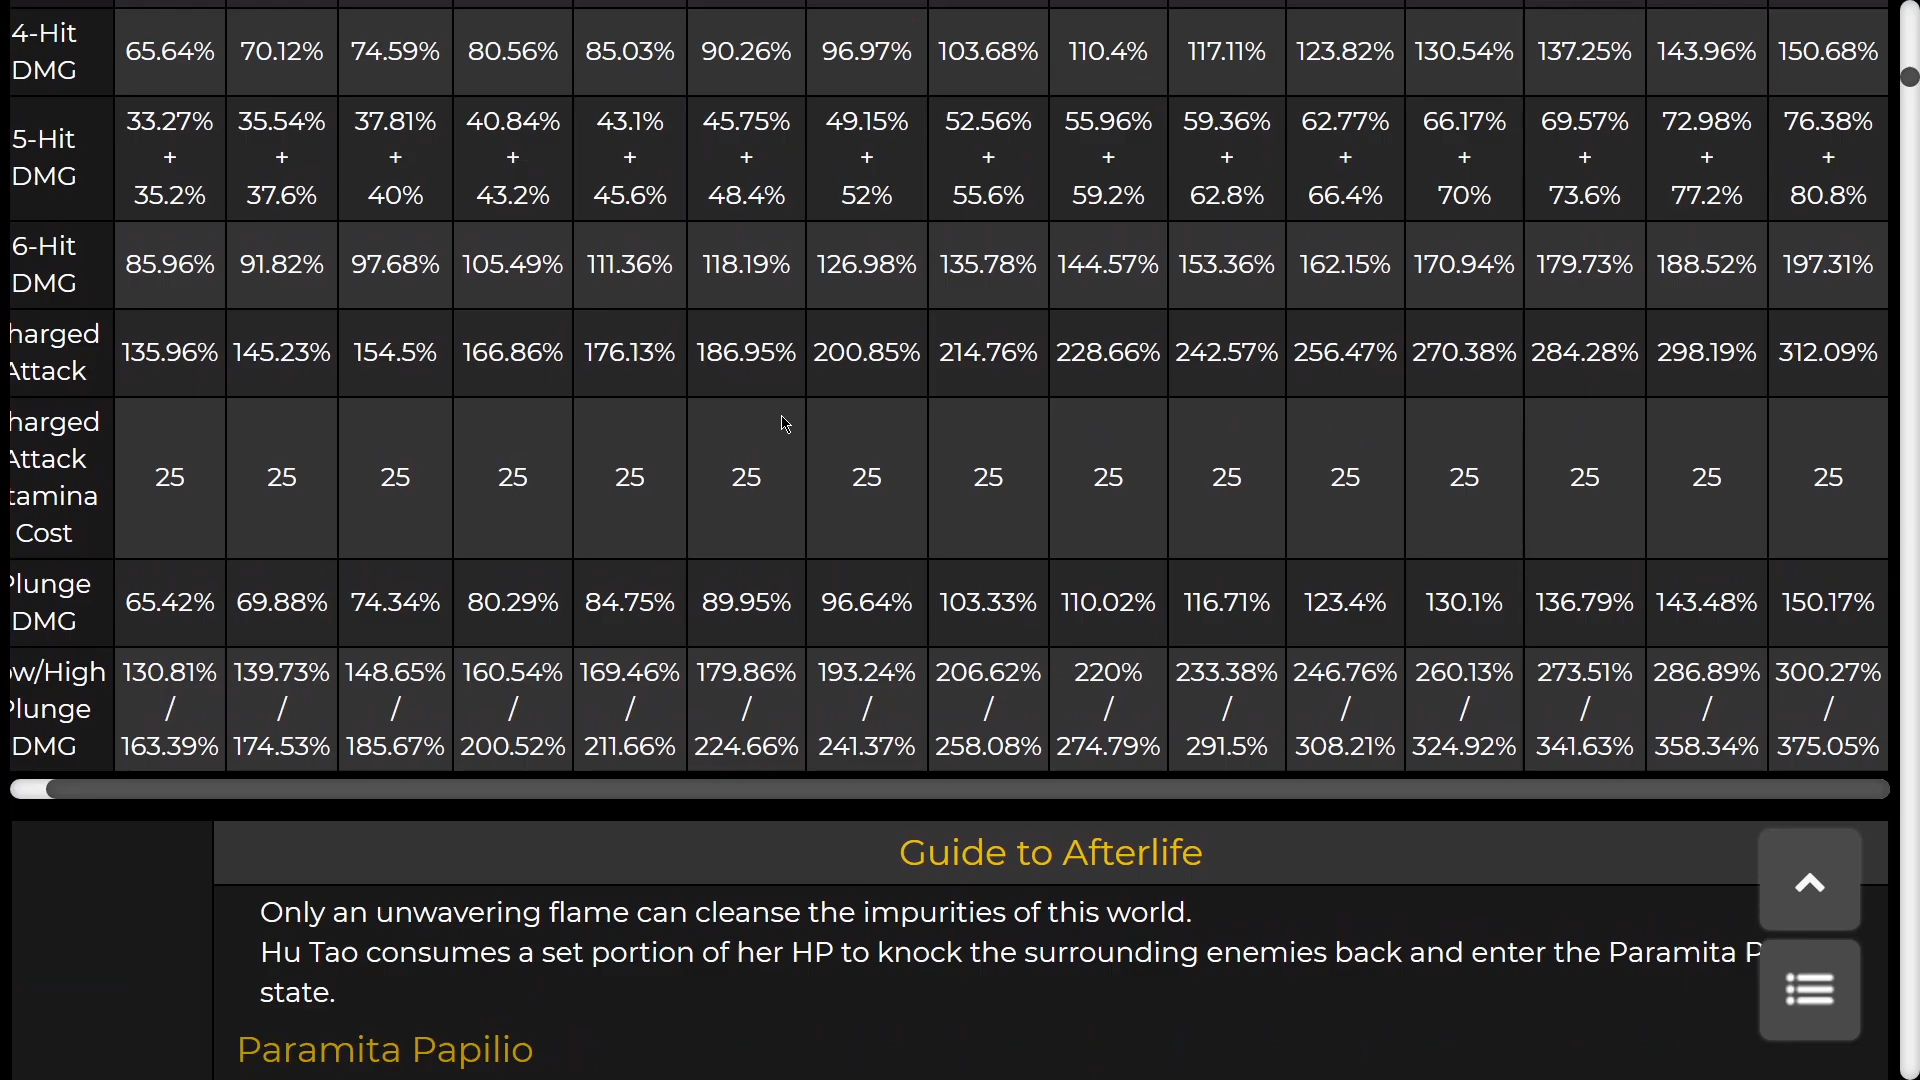 4-Hit DMG 65.64% 70.12% 74.59% 80.56% 85.03% 90.26% 96.97% 103.68% 110.4% 117.11% 123.82% 130.54% 137.25% 143.96% 150.68%
5-Hit DMG 33.27% + 35.2% 35.54% + 37.6% 37.81% + 40% 40.84% + 43.2% 43.1% + 45.6% 45.75% + 48.4% 49.15% + 52% 52.56% + 55.6% 55.96% + 59.2% 59.36% + 62.8% 62.77% + 66.4% 66.17% + 70% 69.57% + 73.6% 72.98% + 77.2% 76.38% + 80.8%
6-Hit DMG 85.96% 91.82% 97.68% 105.49% 111.36% 118.19% 126.98% 135.78% 144.57% 153.36% 162.15% 170.94% 179.73% 188.52% 197.31%
harged Attack 135.96% 145.23% 154.5% 166.86% 176.13% 186.95% 200.85% 214.76% 228.66% 242.57% 256.47% 270.38% 284.28% 298.19% 312.09%
harged Attack tamina Cost 25 25 25 25 25 25 25 25 25 25 25 25 25 25 25
Plunge DMG 65.42% 69.88% 74.34% 80.29% 84.75% 89.95% 96.64% 103.33% 110.02% 116.71% 123.4% 130.1% 136.79% 143.48% 150.17%
ow/High Plunge DMG 130.81% / 163.39% 139.73% / 174.53% 148.65% / 185.67% 160.54% / 200.52% 169.46% / 211.66% 179.86% / 224.66% 193.24% / 241.37% 206.62% / 258.08% 220% / 274.79% 233.38% / 291.5% 246.76% / 308.21% 260.13% / 324.92% 273.51% / 341.63% 286.89% / 358.34% 300.27% / 375.05%
Guide to Afterlife
Only an unwavering flame can cleanse the impurities of this world.
Hu Tao consumes a set portion of her HP to knock the surrounding enemies back and enter the Paramita
state.
Paramita Papilio